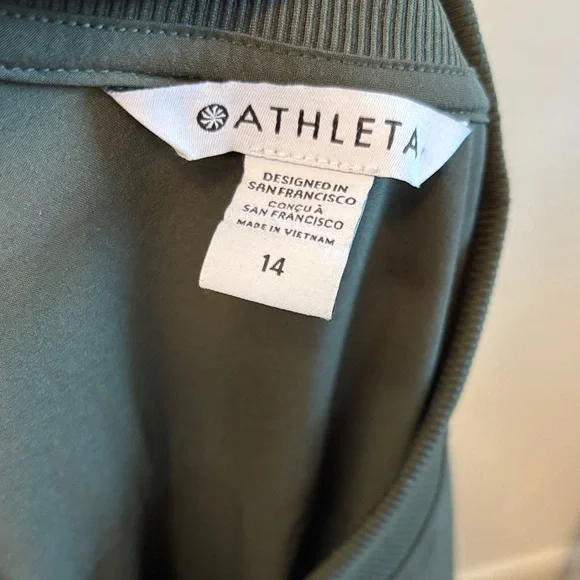 ATHLETA
DESIGNED IN
SAN FRANCISCO
CONÇU À
SAN FRANCISCO
MADE IN VIETNAM
14